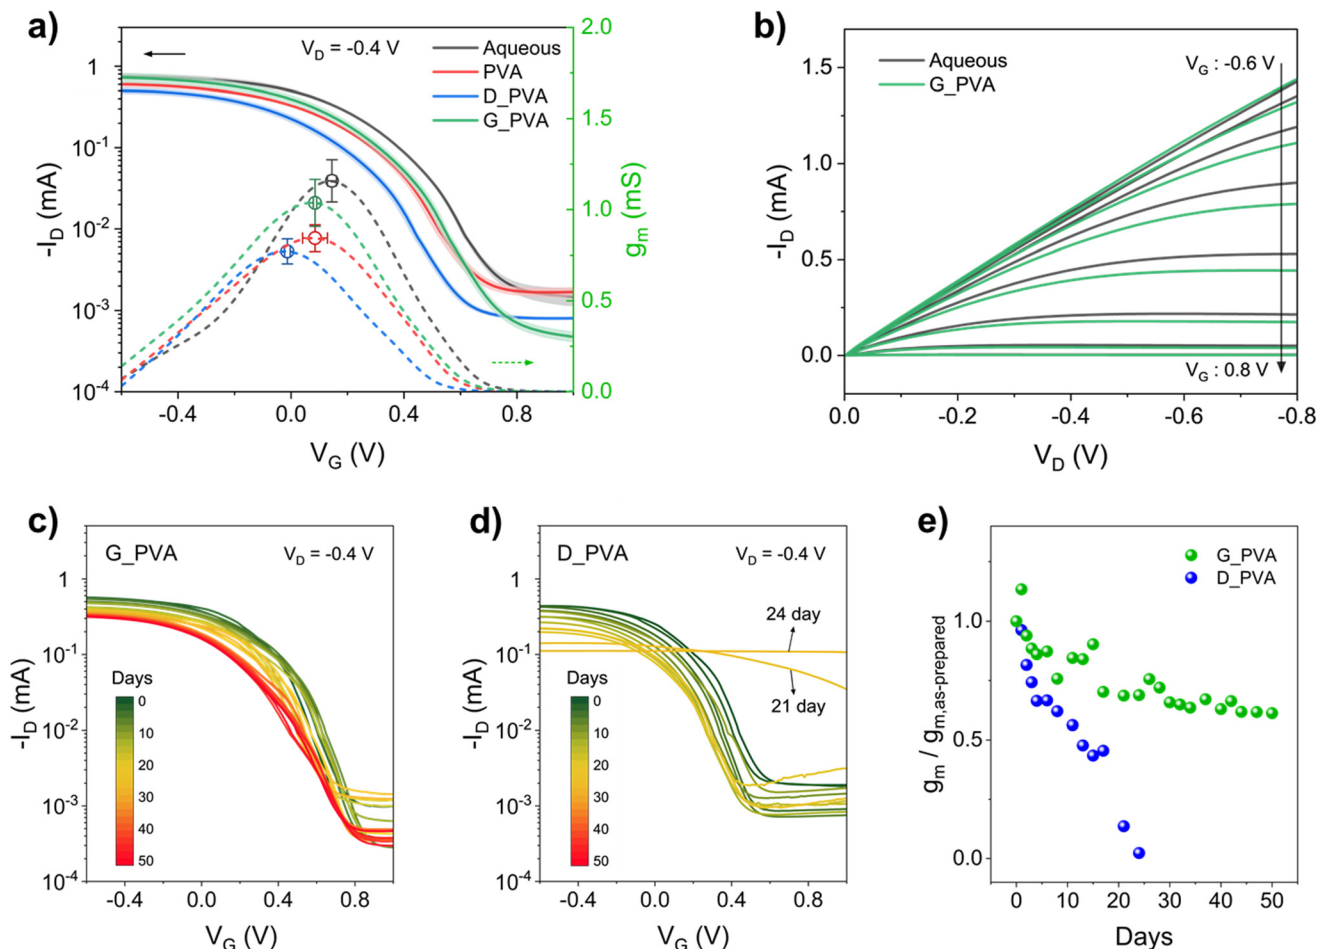 a)
V_D = -0.4 V
Aqueous
PVA
D_PVA
G_PVA
-I_D (mA)
1
10^-1
10^-2
10^-3
10^-4
-0.4
0.0
0.4
0.8
V_G (V)
2.0
1.5
1.0
0.5
0.0
g_m (mS)
b)
Aqueous
G_PVA
V_G : -0.6 V
V_G : 0.8 V
-I_D (mA)
1.5
1.0
0.5
0.0
0.0
-0.2
-0.4
-0.6
-0.8
V_D (V)
c)
G_PVA
V_D = -0.4 V
-I_D (mA)
1
10^-1
10^-2
10^-3
10^-4
Days
0
10
20
30
40
50
-0.4
0.0
0.4
0.8
V_G (V)
d)
D_PVA
V_D = -0.4 V
24 day
21 day
-I_D (mA)
1
10^-1
10^-2
10^-3
10^-4
Days
0
10
20
30
40
50
-0.4
0.0
0.4
0.8
V_G (V)
e)
G_PVA
D_PVA
g_m / g_m,as-prepared
1.0
0.5
0.0
0
10
20
30
40
50
Days